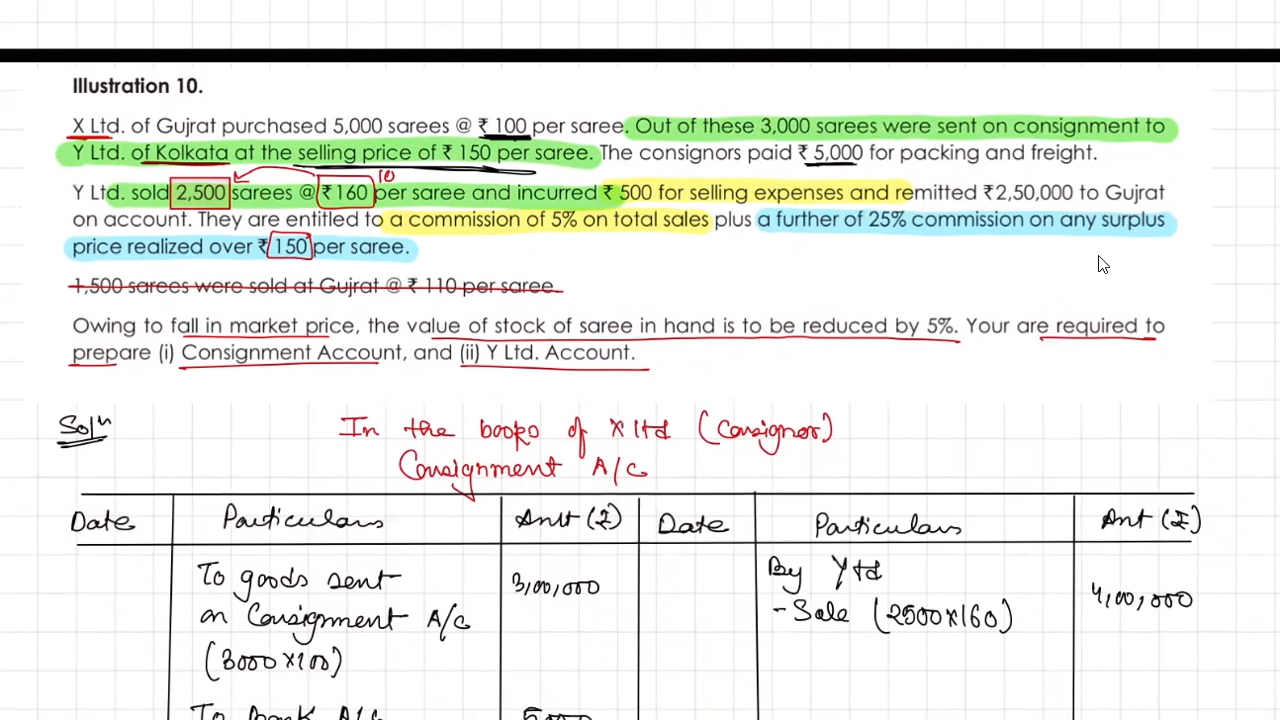 Illustration 10.
X Ltd. of Gujrat purchased 5,000 sarees @ ₹ 100 per saree. Out of these 3,000 sarees were sent on consignment to
Y Ltd. of Kolkata at the selling price of ₹ 150 per saree. The consignors paid ₹ 5,000 for packing and freight.
10
Y Ltd. sold 2,500 sarees @ ₹ 160 per saree and incurred ₹ 500 for selling expenses and remitted ₹2,50,000 to Gujrat
on account. They are entitled to a commission of 5% on total sales plus a further of 25% commission on any surplus
price realized over ₹ 150 per saree.
1,500 sarees were sold at Gujrat @ ₹ 110 per saree.
Owing to fall in market price, the value of stock of saree in hand is to be reduced by 5%. Your are required to
prepare (i) Consignment Account, and (ii) Y Ltd. Account.
Solⁿ
In the books of X ltd (Consignor)
Consignment A/C
Date Particulars Amt (₹) Date Particulars Amt (₹)
To goods sent 3,00,000 By Y td
on Consignment A/C - Sale (2500×160) 4,00,000
(3000×100)
To Bank A/C 5000